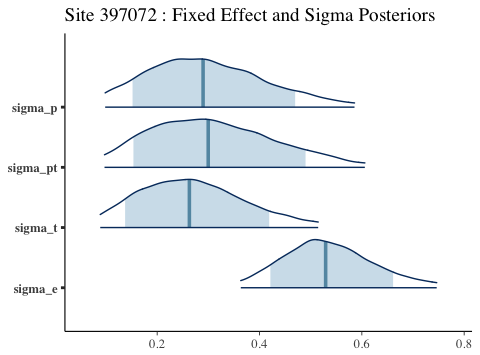 Site 397072 : Fixed Effect and Sigma Posteriors
sigma_p
sigma_pt
sigma_t
sigma_e
0.2 0.4 0.6 0.8